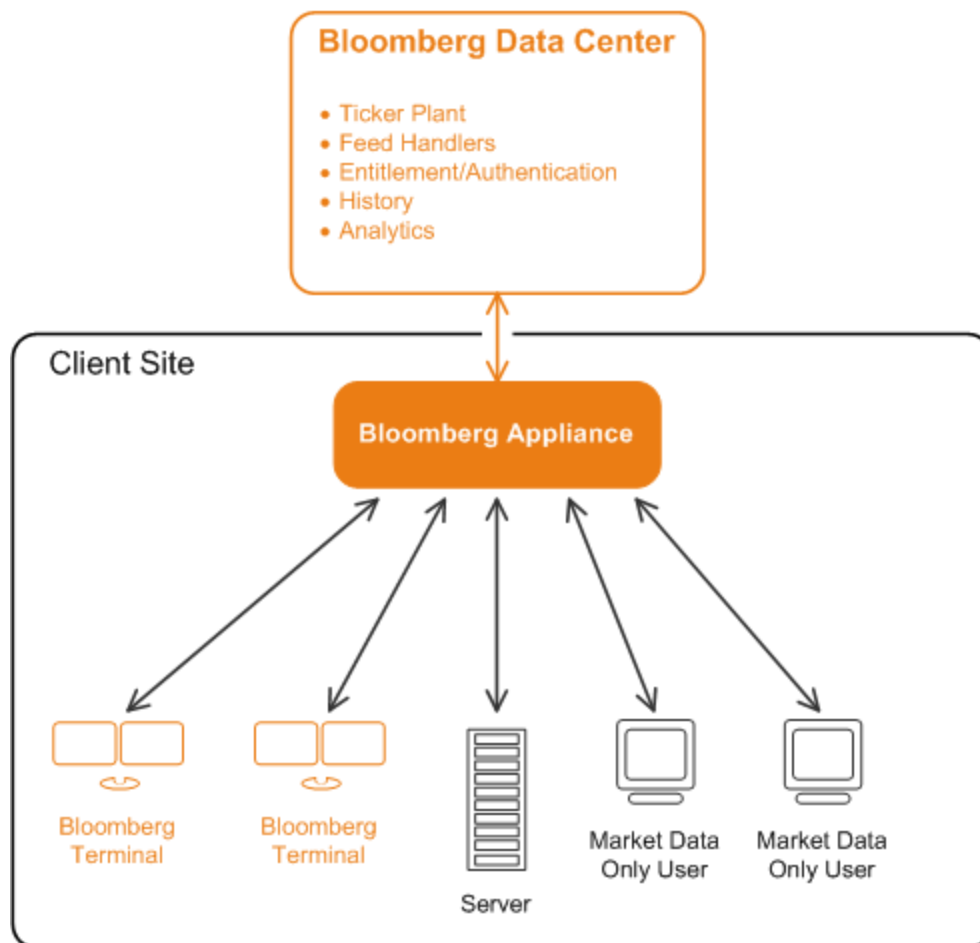 Bloomberg Data Center
• Ticker Plant
• Feed Handlers
• Entitlement/Authentication
• History
• Analytics
Client Site
Bloomberg Appliance
Bloomberg
Terminal
Bloomberg
Terminal
Server
Market Data
Only User
Market Data
Only User